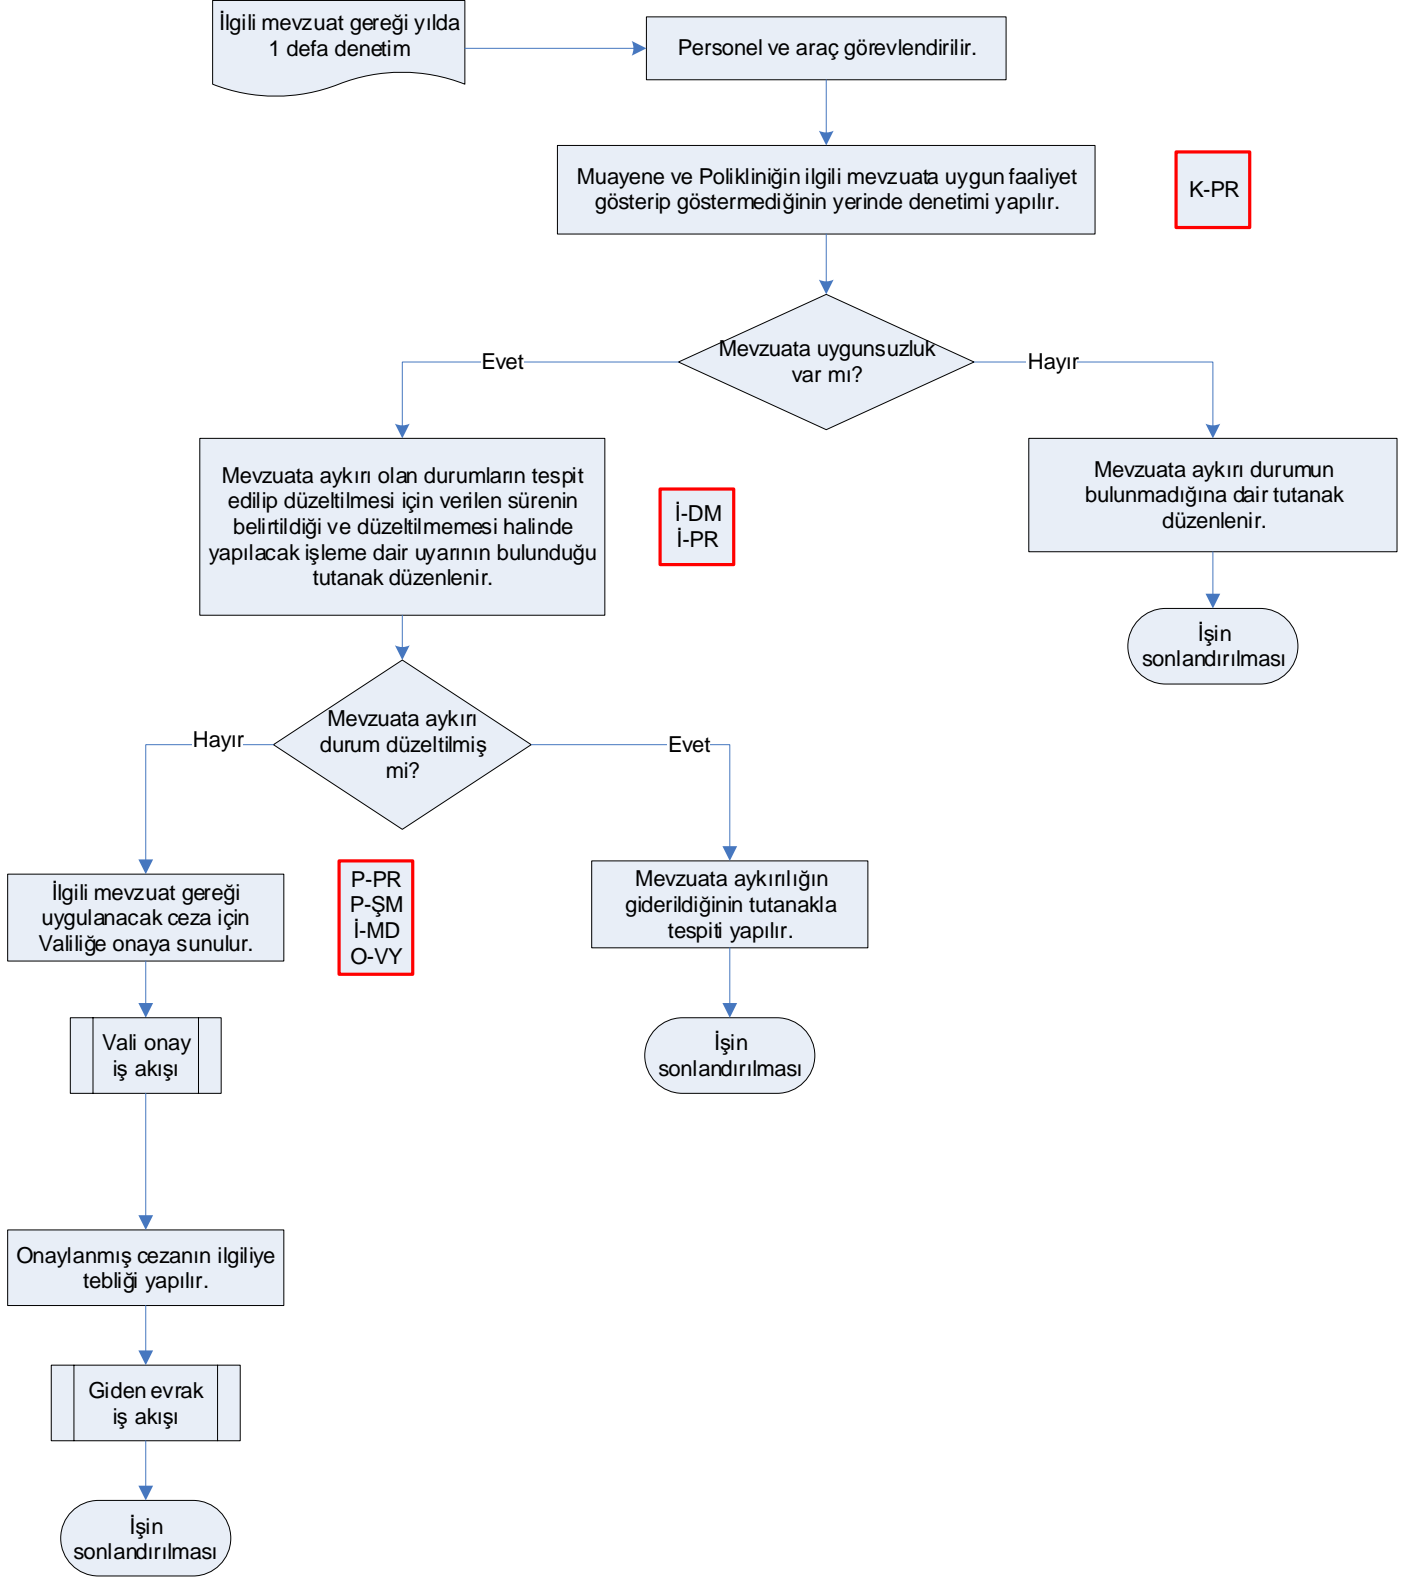 İlgili mevzuat gereği yılda
1 defa denetim
Personel ve araç görevlendirilir.
Muayene ve Polikliniğin ilgili mevzuata uygun faaliyet
gösterip göstermediğinin yerinde denetimi yapılır.
K-PR
Mevzuata uygunsuzluk
var mı?
Evet
Hayır
Mevzuata aykırı olan durumların tespit
edilip düzeltilmesi için verilen sürenin
belirtildiği ve düzeltilmemesi halinde
yapılacak işleme dair uyarının bulunduğu
tutanak düzenlenir.
İ-DM
İ-PR
Mevzuata aykırı durumun
bulunmadığına dair tutanak
düzenlenir.
İşin
sonlandırılması
Mevzuata aykırı
durum düzeltilmiş
mi?
Hayır
Evet
İlgili mevzuat gereği
uygulanacak ceza için
Valiliğe onaya sunulur.
P-PR
P-ŞM
İ-MD
O-VY
Mevzuata aykırılığın
giderildiğinin tutanakla
tespiti yapılır.
Vali onay
iş akışı
İşin
sonlandırılması
Onaylanmış cezanın ilgiliye
tebliği yapılır.
Giden evrak
iş akışı
İşin
sonlandırılması